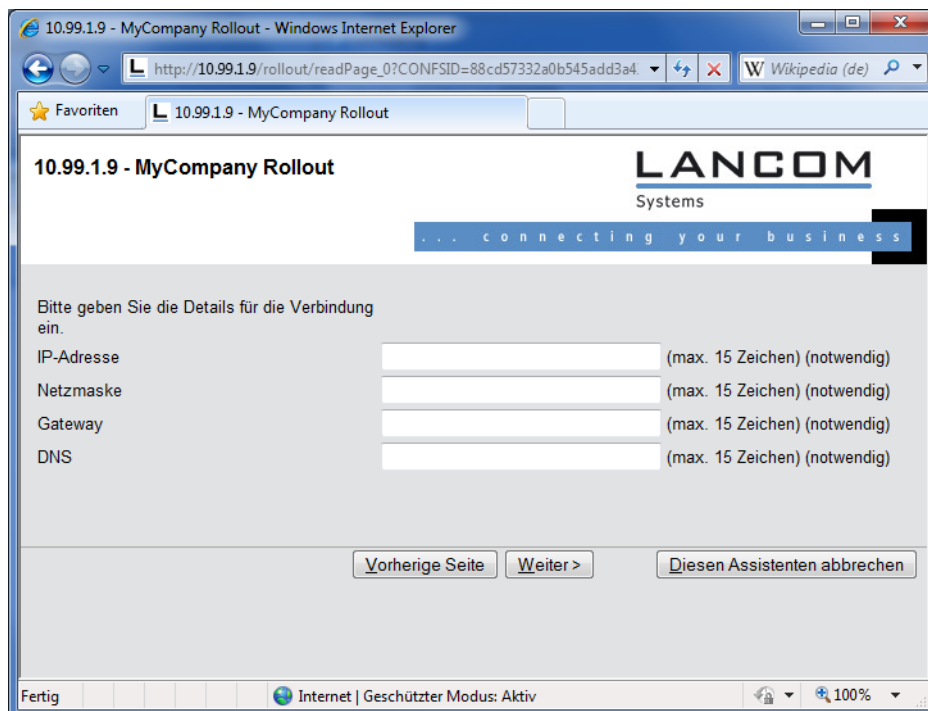 10.99.1.9 - MyCompany Rollout - Windows Internet Explorer
http://10.99.1.9/rollout/readPage_0?CONFSID=88cd57332a0b545add3a4.
W Wikipedia (de)
Favoriten
10.99.1.9 - MyCompany Rollout
10.99.1.9 - MyCompany Rollout
LANCOM
Systems
... connecting your business
Bitte geben Sie die Details für die Verbindung
ein.
IP-Adresse (max. 15 Zeichen) (notwendig)
Netzmaske (max. 15 Zeichen) (notwendig)
Gateway (max. 15 Zeichen) (notwendig)
DNS (max. 15 Zeichen) (notwendig)
Vorherige Seite Weiter > Diesen Assistenten abbrechen
Fertig Internet | Geschützter Modus: Aktiv 100%